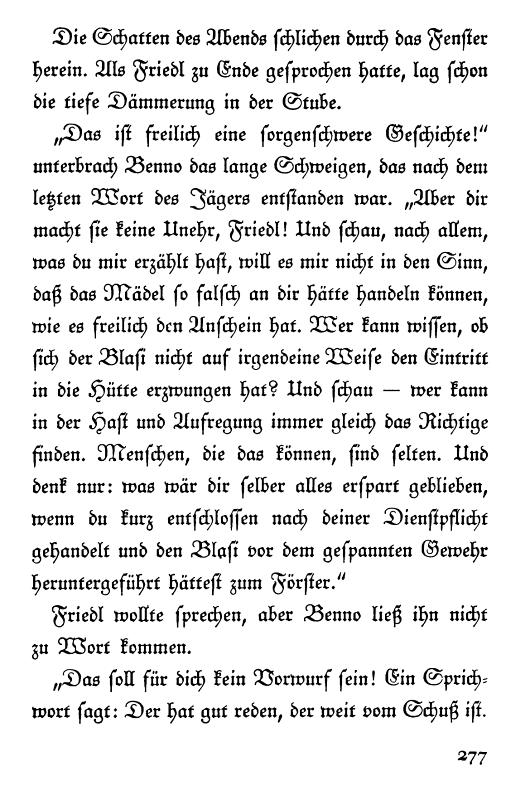 Die Schatten des Abends schlichen durch das Fenster
herein. Als Friedl zu Ende gesprochen hatte, lag schon
die tiefe Dämmerung in der Stube.
„Das ist freilich eine sorgenschwere Geschichte!“
unterbrach Benno das lange Schweigen, das nach dem
letzten Wort des Jägers entstanden war. „Aber dir
macht sie keine Unehr, Friedl! Und schau, nach allem,
was du mir erzählt hast, will es mir nicht in den Sinn,
daß das Mädel so falsch an dir hätte handeln können,
wie es freilich den Anschein hat. Wer kann wissen, ob
sich der Blasi nicht auf irgendeine Weise den Eintritt
in die Hütte erzwungen hat? Und schau — wer kann
in der Hast und Aufregung immer gleich das Richtige
finden. Menschen, die das können, sind selten. Und
denk nur: was wär dir selber alles erspart geblieben,
wenn du kurz entschlossen nach deiner Dienstpflicht
gehandelt und den Blasi vor dem gespannten Gewehr
heruntergeführt hättest zum Förster.“
Friedl wollte sprechen, aber Benno ließ ihn nicht
zu Wort kommen.
„Das soll für dich kein Vorwurf sein! Ein Sprich-
wort sagt: Der hat gut reden, der weit vom Schuß ist.
277